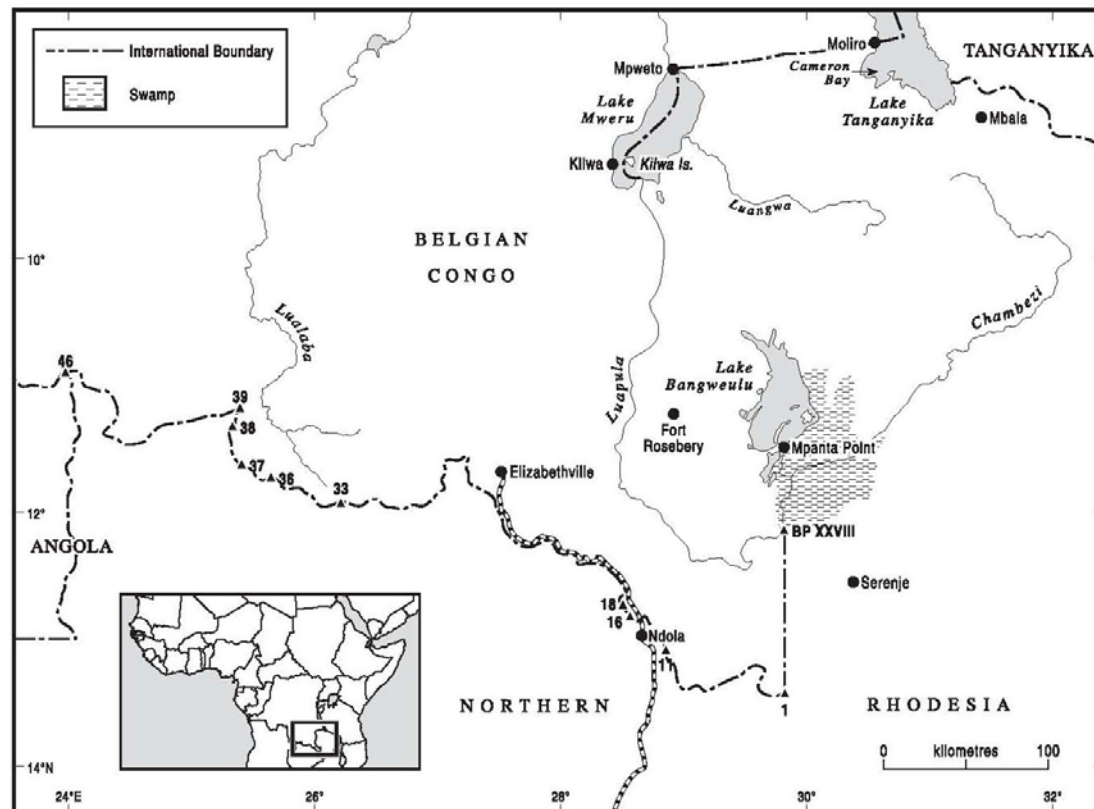 International Boundary
Swamp
Moliro
TANGANYIKA
Cameron
Bay
Mpweto
Lake
Mweru
Lake
Tanganyika
Mbala
Kilwa
Kilwa Is.
Luangwa
BELGIAN
CONGO
10°
Chambezi
Lualaba
46
Lake
Bangweulu
Luapula
39
38
Fort
Rosebery
Mpanta Point
37
36
Elizabethville
33
12°
BP XXVIII
ANGOLA
Serenje
18
16
Ndola
11
NORTHERN
1
RHODESIA
0 kilometres 100
14°N
24°E
26
28
30
32